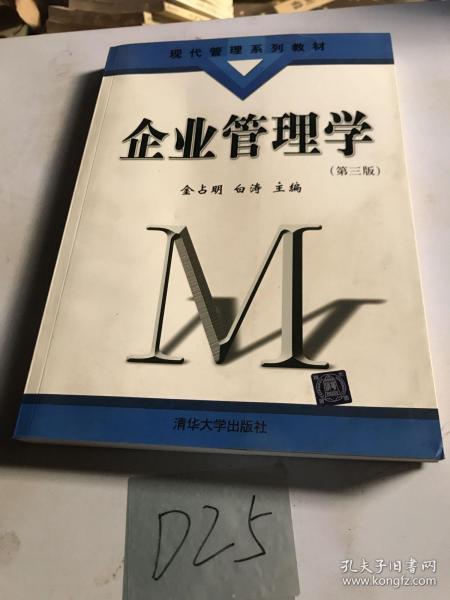 现代管理系列教材
企业管理学
(第三版)
金占明 白涛 主编
M
清华大学出版社
D25
孔夫子旧书网
www.kongfz.com